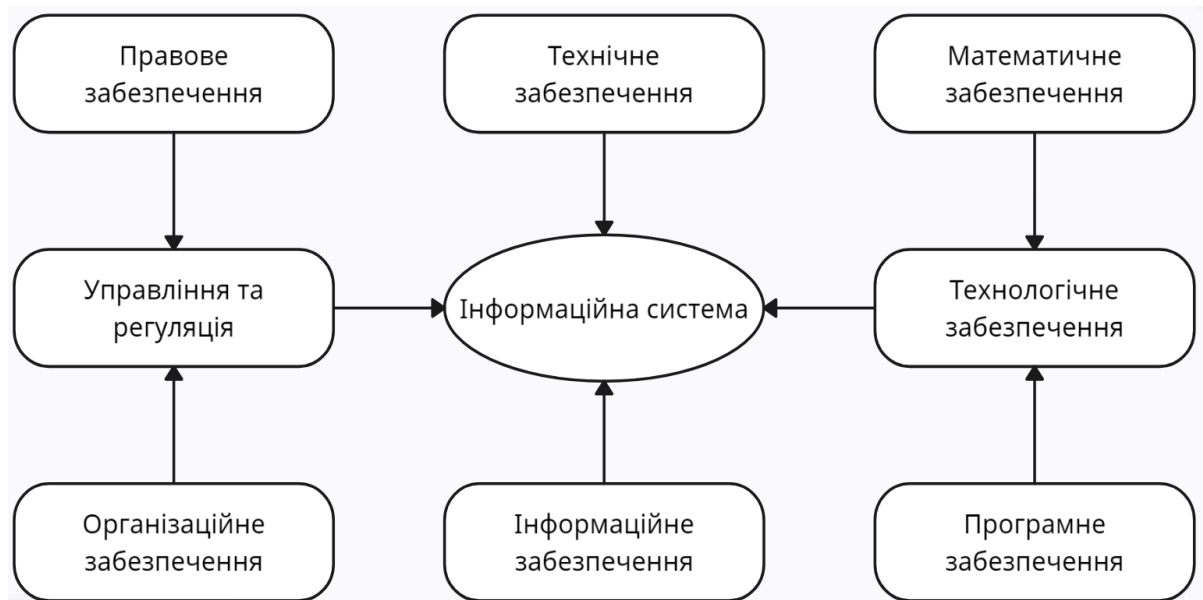 Правове
забезпечення
Технічне
забезпечення
Математичне
забезпечення
Управління та
регуляція
Інформаційна система
Технологічне
забезпечення
Організаційне
забезпечення
Інформаційне
забезпечення
Програмне
забезпечення